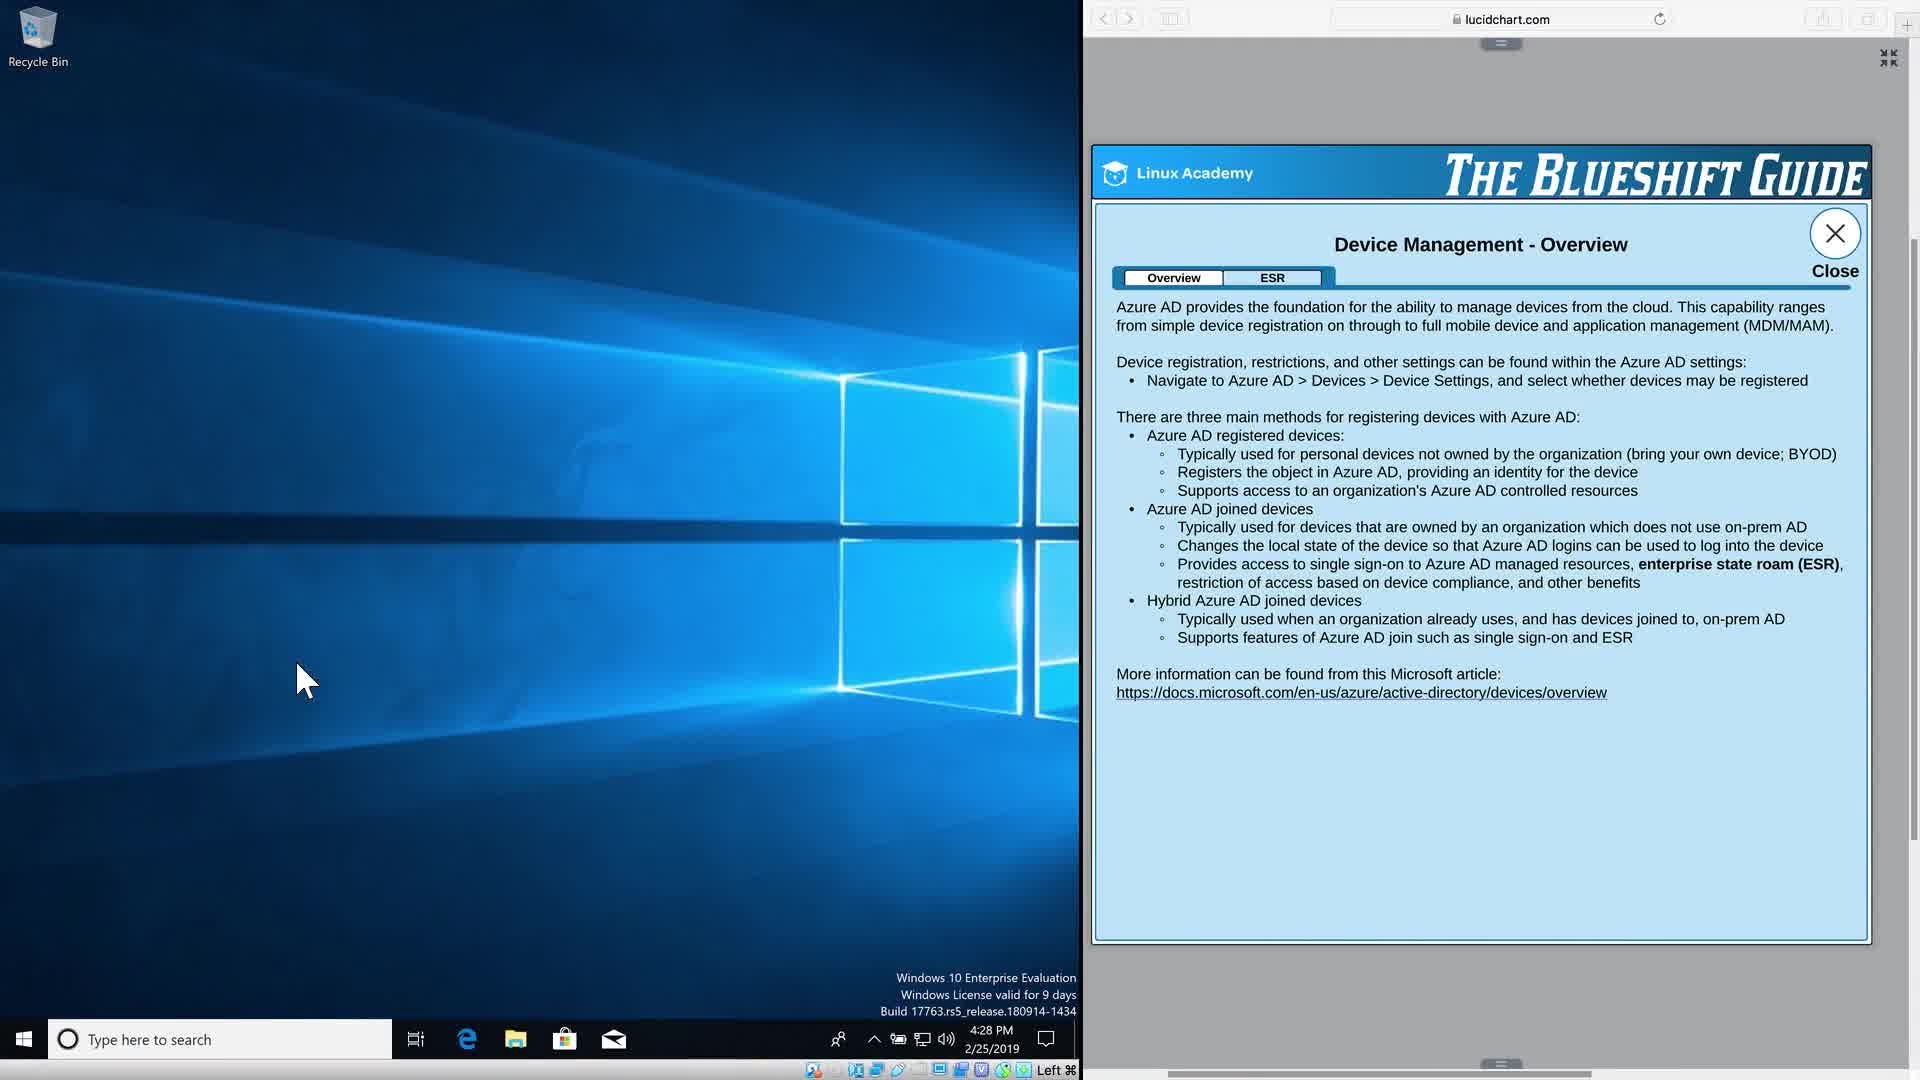 Recycle Bin
Windows 10 Enterprise Evaluation
Windows License valid for 9 days
Build 17763.rs5_release.180914-1434
Type here to search
4:28 PM
2/25/2019
Left ⌘
lucidchart.com
Linux Academy
THE BLUESHIFT GUIDE
Device Management - Overview
Close
Overview
ESR
Azure AD provides the foundation for the ability to manage devices from the cloud. This capability ranges
from simple device registration on through to full mobile device and application management (MDM/MAM).
Device registration, restrictions, and other settings can be found within the Azure AD settings:
• Navigate to Azure AD > Devices > Device Settings, and select whether devices may be registered
There are three main methods for registering devices with Azure AD:
• Azure AD registered devices:
◦ Typically used for personal devices not owned by the organization (bring your own device; BYOD)
◦ Registers the object in Azure AD, providing an identity for the device
◦ Supports access to an organization's Azure AD controlled resources
• Azure AD joined devices
◦ Typically used for devices that are owned by an organization which does not use on-prem AD
◦ Changes the local state of the device so that Azure AD logins can be used to log into the device
◦ Provides access to single sign-on to Azure AD managed resources, enterprise state roam (ESR),
restriction of access based on device compliance, and other benefits
• Hybrid Azure AD joined devices
◦ Typically used when an organization already uses, and has devices joined to, on-prem AD
◦ Supports features of Azure AD join such as single sign-on and ESR
More information can be found from this Microsoft article:
https://docs.microsoft.com/en-us/azure/active-directory/devices/overview